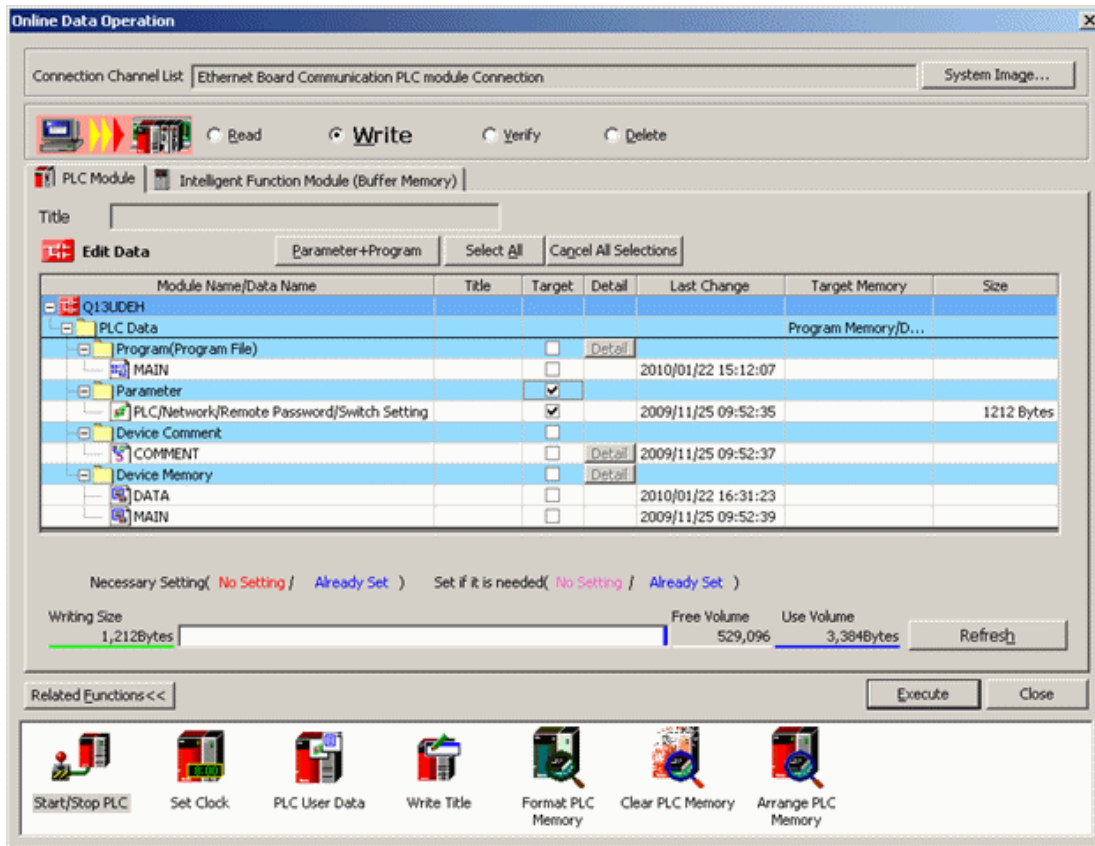 Online Data Operation
Connection Channel List Ethernet Board Communication PLC module Connection System Image...
Read Write Verify Delete
PLC Module Intelligent Function Module (Buffer Memory)
Title
Edit Data Parameter+Program Select All Cancel All Selections
Module Name/Data Name Title Target Detail Last Change Target Memory Size
Q13UDEH
PLC Data Program Memory/D...
Program(Program File) Detail
MAIN 2010/01/22 15:12:07
Parameter
PLC/Network/Remote Password/Switch Setting 2009/11/25 09:52:35 1212 Bytes
Device Comment
COMMENT Detail 2009/11/25 09:52:37
Device Memory Detail
DATA 2010/01/22 16:31:23
MAIN 2009/11/25 09:52:39
Necessary Setting( No Setting / Already Set ) Set if it is needed( No Setting / Already Set )
Writing Size Free Volume Use Volume
1,212Bytes 529,096 3,384Bytes Refresh
Related Functions<< Execute Close
8:00
Start/Stop PLC Set Clock PLC User Data Write Title Format PLC Memory Clear PLC Memory Arrange PLC Memory